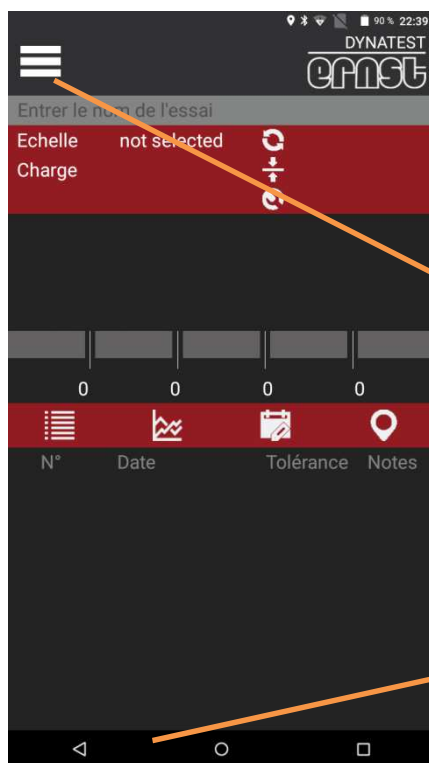 90 % 22:39
DYNATEST
ernst
Entrer le nom de l'essai
Echelle not selected
Charge
0 0 0 0
N° Date Tolérance Notes